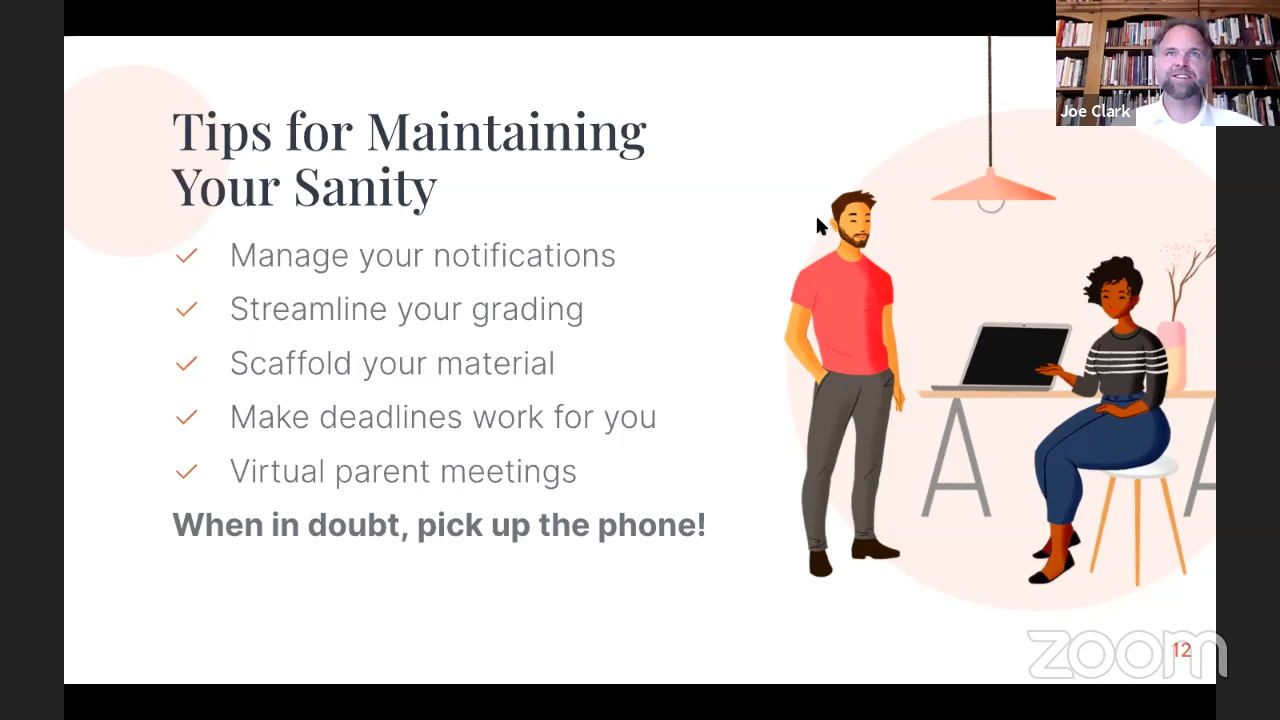 Joe Clark
Tips for Maintaining
Your Sanity
Manage your notifications
Streamline your grading
Scaffold your material
Make deadlines work for you
Virtual parent meetings
When in doubt, pick up the phone!
zoom
12